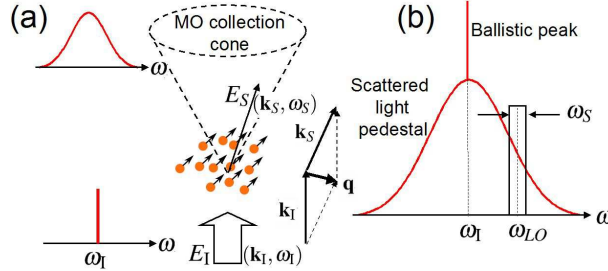 (a)
MO collection
cone
ω
E_S
(k_S, ω_S)
k_S
q
k_I
ω_I
ω
E_I
(k_I, ω_I)
(b)
Ballistic peak
Scattered
light
pedestal
ω_S
ω_I
ω_LO
ω